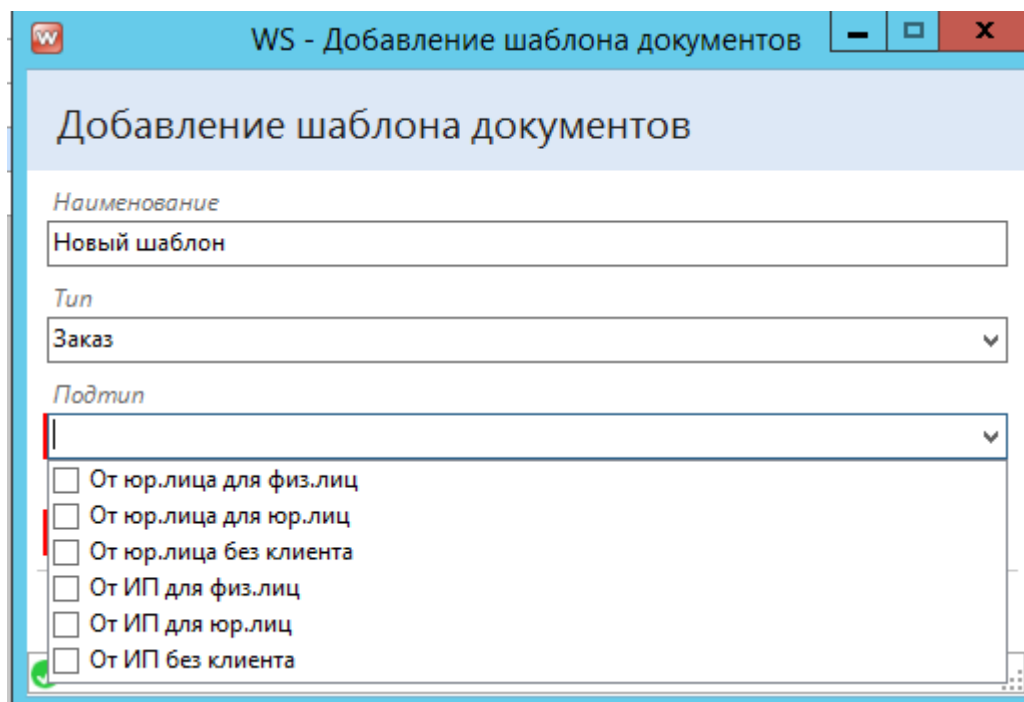 WS - Добавление шаблона документов
Добавление шаблона документов
Наименование
Новый шаблон
Тип
Заказ
Подтип
От юр.лица для физ.лиц
От юр.лица для юр.лиц
От юр.лица без клиента
От ИП для физ.лиц
От ИП для юр.лиц
От ИП без клиента